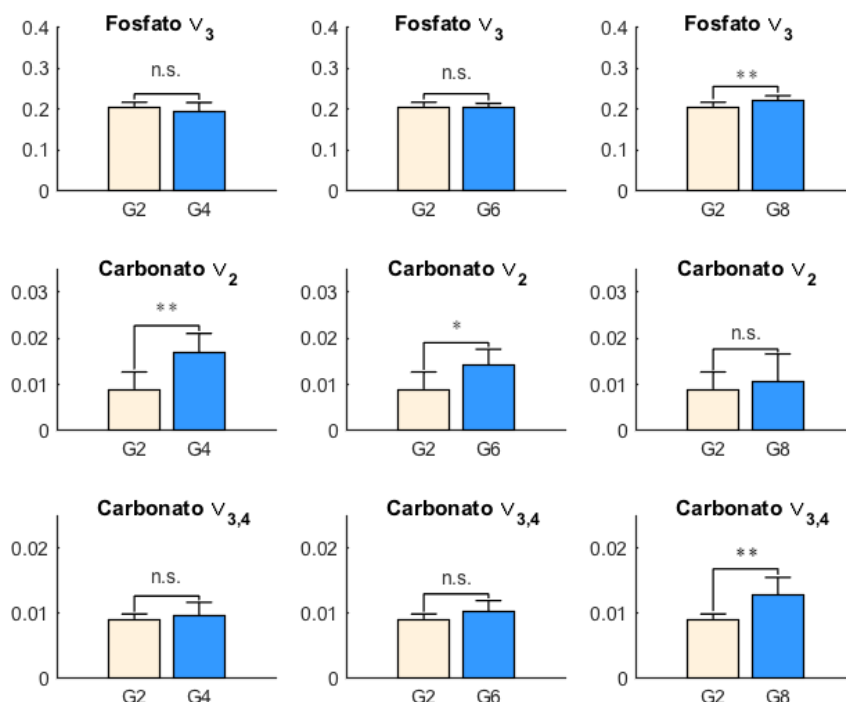 Fosfato ν3
0.4
0.3
0.2
0.1
0
n.s.
G2 G4
Fosfato ν3
0.4
0.3
0.2
0.1
0
n.s.
G2 G6
Fosfato ν3
0.4
0.3
0.2
0.1
0
**
G2 G8
Carbonato ν2
0.03
0.02
0.01
0
**
G2 G4
Carbonato ν2
0.03
0.02
0.01
0
*
G2 G6
Carbonato ν2
0.03
0.02
0.01
0
n.s.
G2 G8
Carbonato ν3,4
0.02
0.01
0
n.s.
G2 G4
Carbonato ν3,4
0.02
0.01
0
n.s.
G2 G6
Carbonato ν3,4
0.02
0.01
0
**
G2 G8